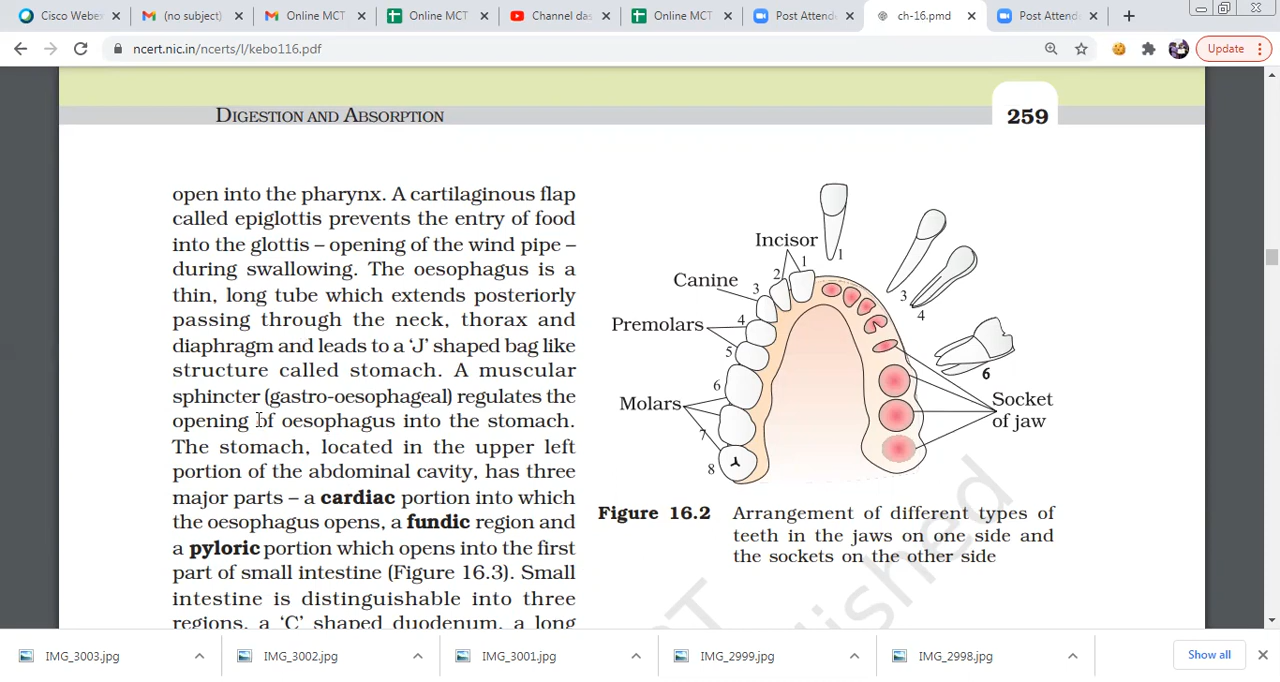 Cisco Webex
(no subject)
Online MCT
Online MCT
Channel das
Online MCT
Post Attende
ch-16.pmd
Post Attende
ncert.nic.in/ncerts/l/kebo116.pdf
Update
DIGESTION AND ABSORPTION
259
open into the pharynx. A cartilaginous flap
called epiglottis prevents the entry of food
into the glottis – opening of the wind pipe –
during swallowing. The oesophagus is a
thin, long tube which extends posteriorly
passing through the neck, thorax and
diaphragm and leads to a ‘J’ shaped bag like
structure called stomach. A muscular
sphincter (gastro-oesophageal) regulates the
opening of oesophagus into the stomach.
The stomach, located in the upper left
portion of the abdominal cavity, has three
major parts – a cardiac portion into which
the oesophagus opens, a fundic region and
a pyloric portion which opens into the first
part of small intestine (Figure 16.3). Small
intestine is distinguishable into three
regions, a ‘C’ shaped duodenum, a long
Incisor
1
1
2
Canine
3
3
4
4
Premolars
5
6
6
Molars
7
8
Socket
of jaw
Figure 16.2 Arrangement of different types of
teeth in the jaws on one side and
the sockets on the other side
IMG_3003.jpg
IMG_3002.jpg
IMG_3001.jpg
IMG_2999.jpg
IMG_2998.jpg
Show all